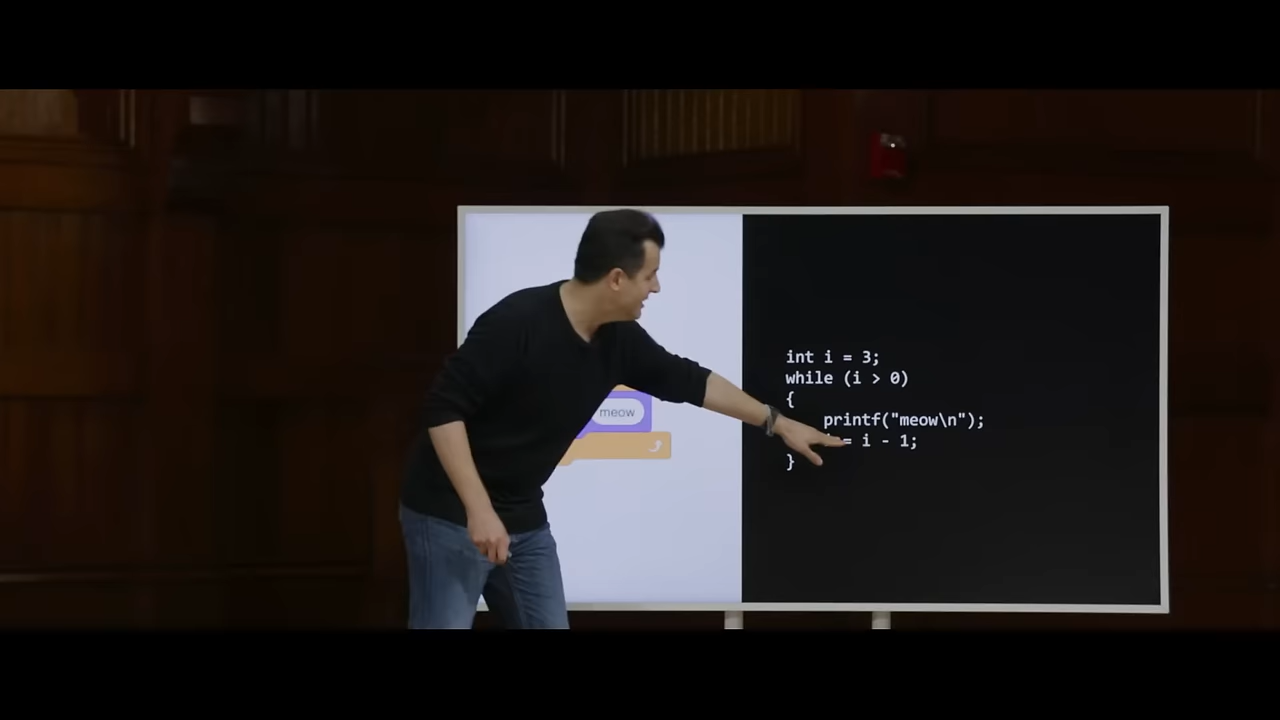 meow
int i = 3;
while (i > 0)
{
    printf("meow\n");
    = i - 1;
}